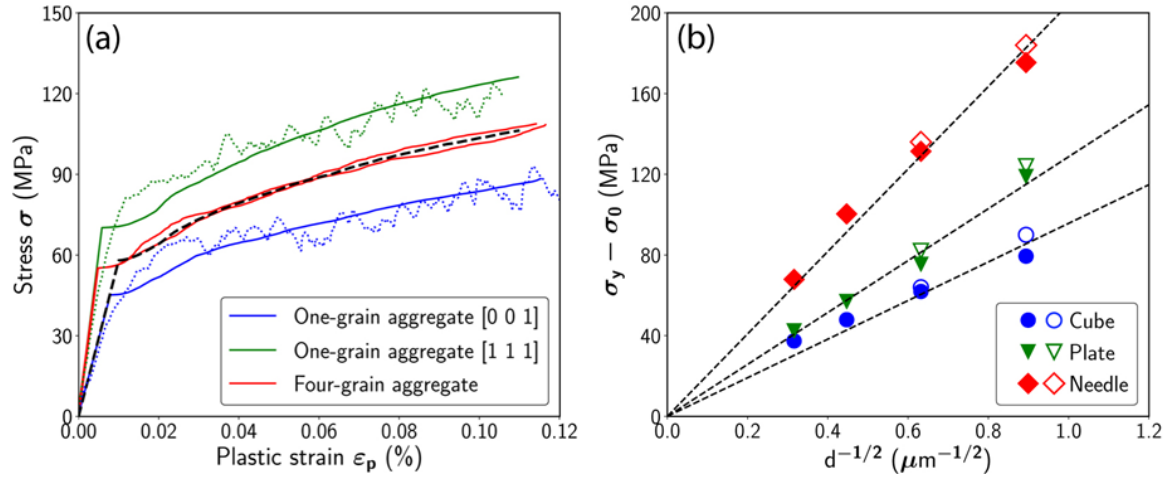 (a)
Stress σ (MPa)
150
120
90
60
30
0
0.00 0.02 0.04 0.06 0.08 0.10 0.12
Plastic strain εp (%)
One-grain aggregate [0 0 1]
One-grain aggregate [1 1 1]
Four-grain aggregate
(b)
σy − σ0 (MPa)
200
160
120
80
40
0
0.0 0.2 0.4 0.6 0.8 1.0 1.2
d−1/2 (μm−1/2)
Cube
Plate
Needle